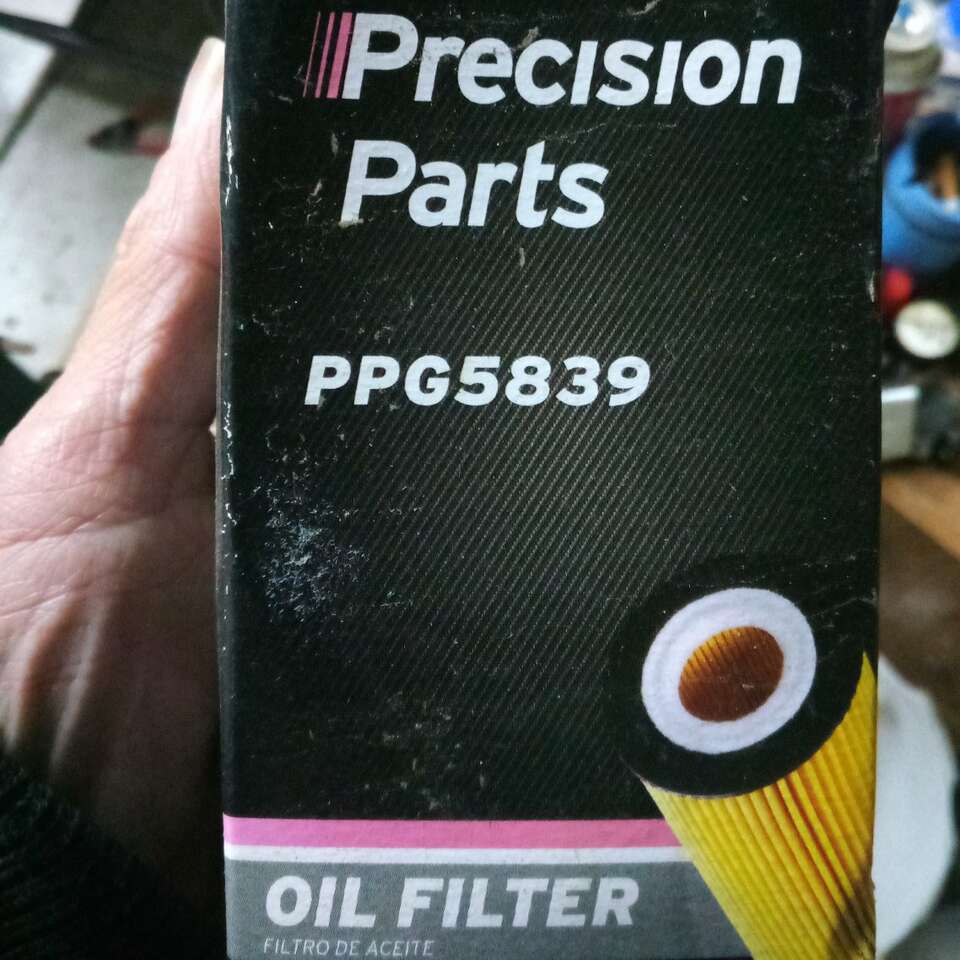 Precision
Parts
PPG5839
OIL FILTER
FILTRO DE ACEITE